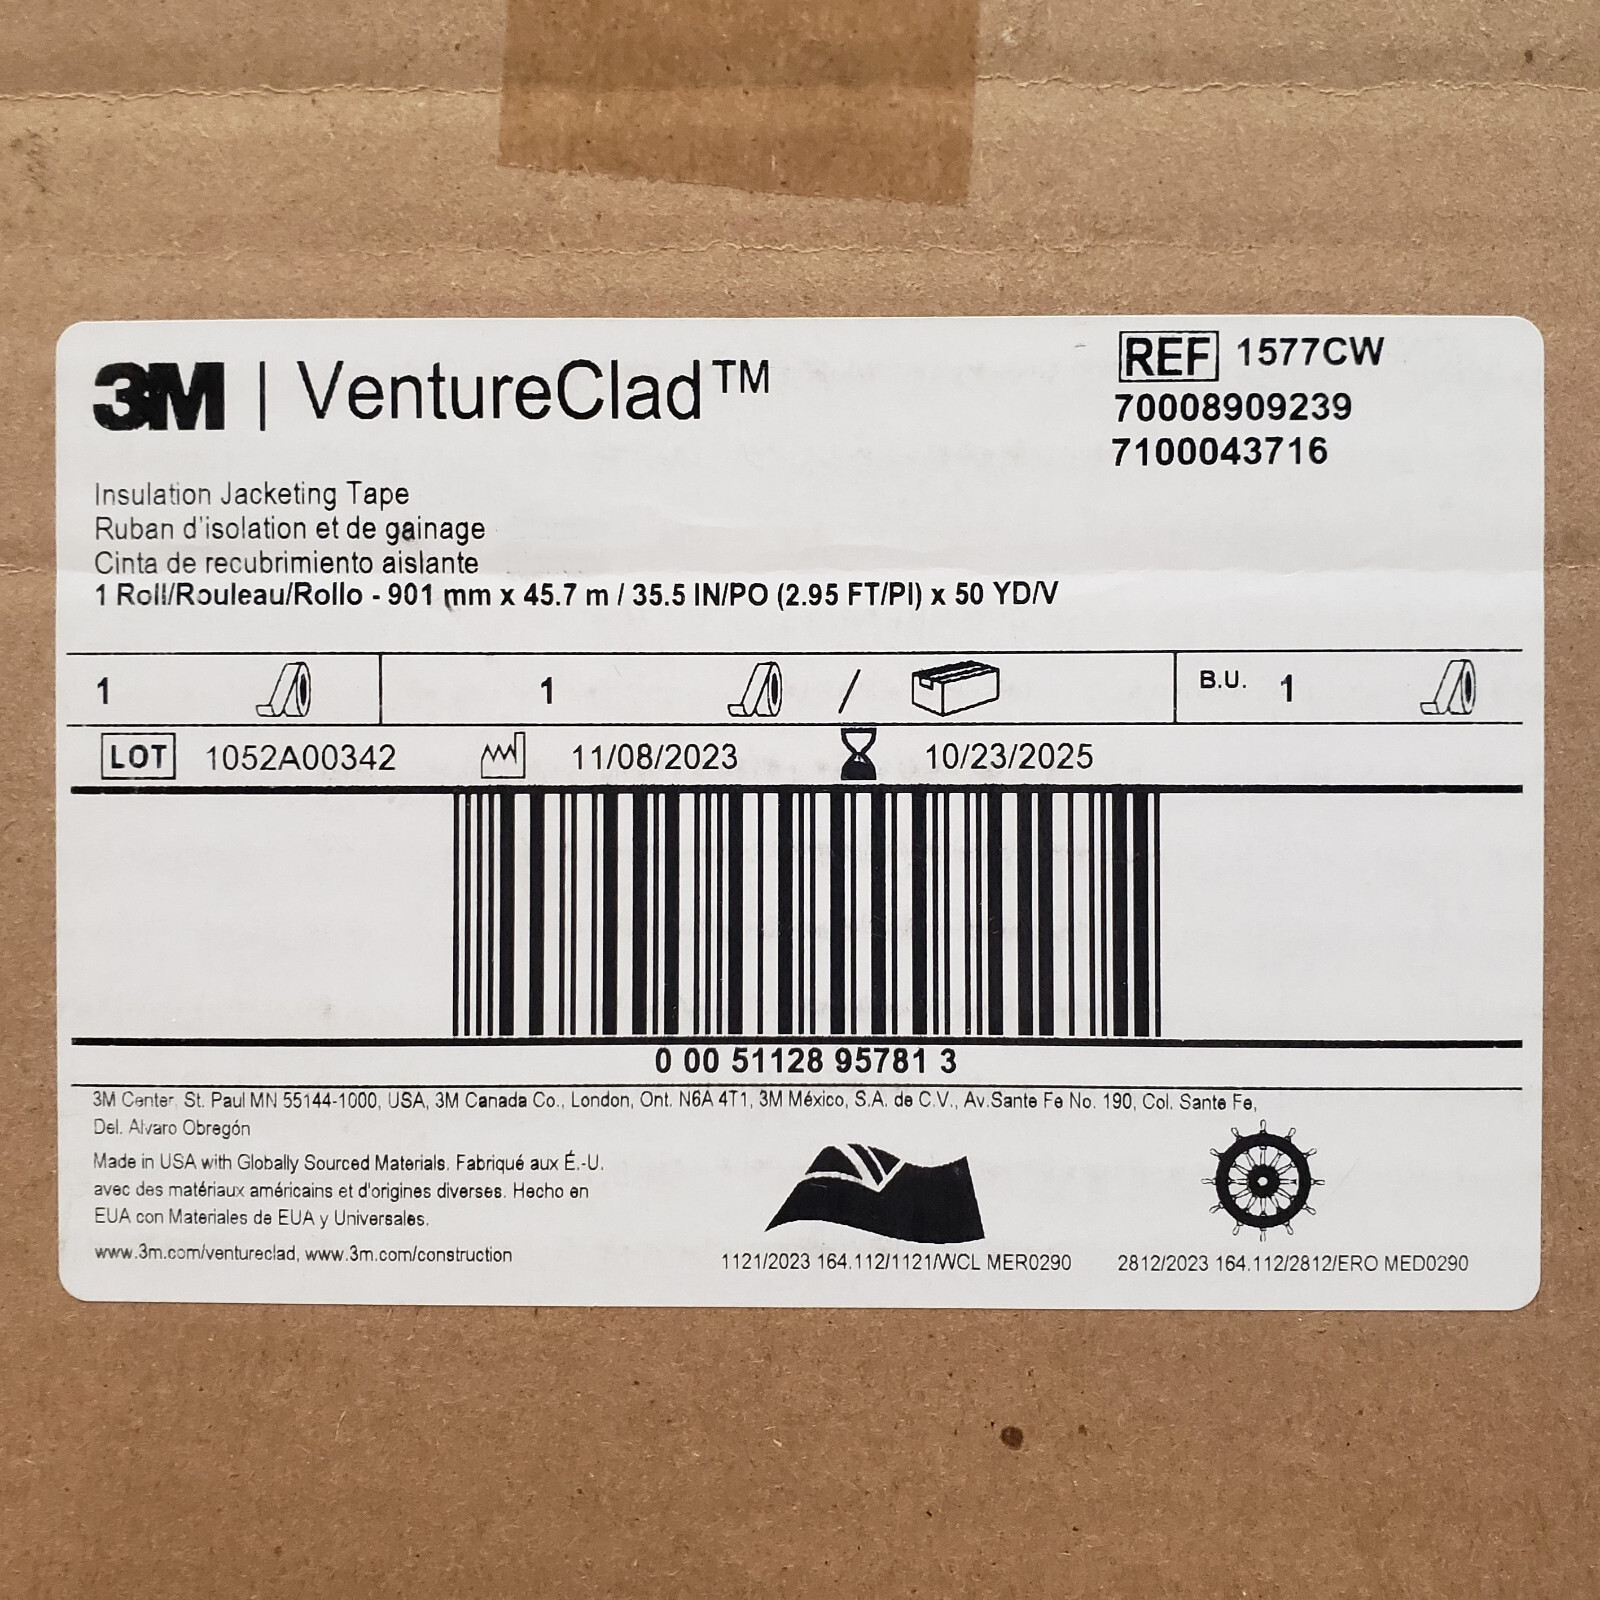 3M | VentureClad™
REF 1577CW
70008909239
7100043716
Insulation Jacketing Tape
Ruban d'isolation et de gainage
Cinta de recubrimiento aislante
1 Roll/Rouleau/Rollo - 901 mm x 45.7 m / 35.5 IN/PO (2.95 FT/PI) x 50 YD/V
1 1 / B.U. 1
LOT 1052A00342 11/08/2023 10/23/2025
0 00 51128 95781 3
3M Center, St. Paul MN 55144-1000, USA, 3M Canada Co., London, Ont. N6A 4T1, 3M México, S.A. de C.V., Av.Sante Fe No. 190, Col. Sante Fe,
Del. Alvaro Obregón
Made in USA with Globally Sourced Materials. Fabriqué aux É.-U.
avec des matériaux américains et d'origines diverses. Hecho en
EUA con Materiales de EUA y Universales.
www.3m.com/ventureclad, www.3m.com/construction
1121/2023 164.112/1121/WCL MER0290
2812/2023 164.112/2812/ERO MED0290